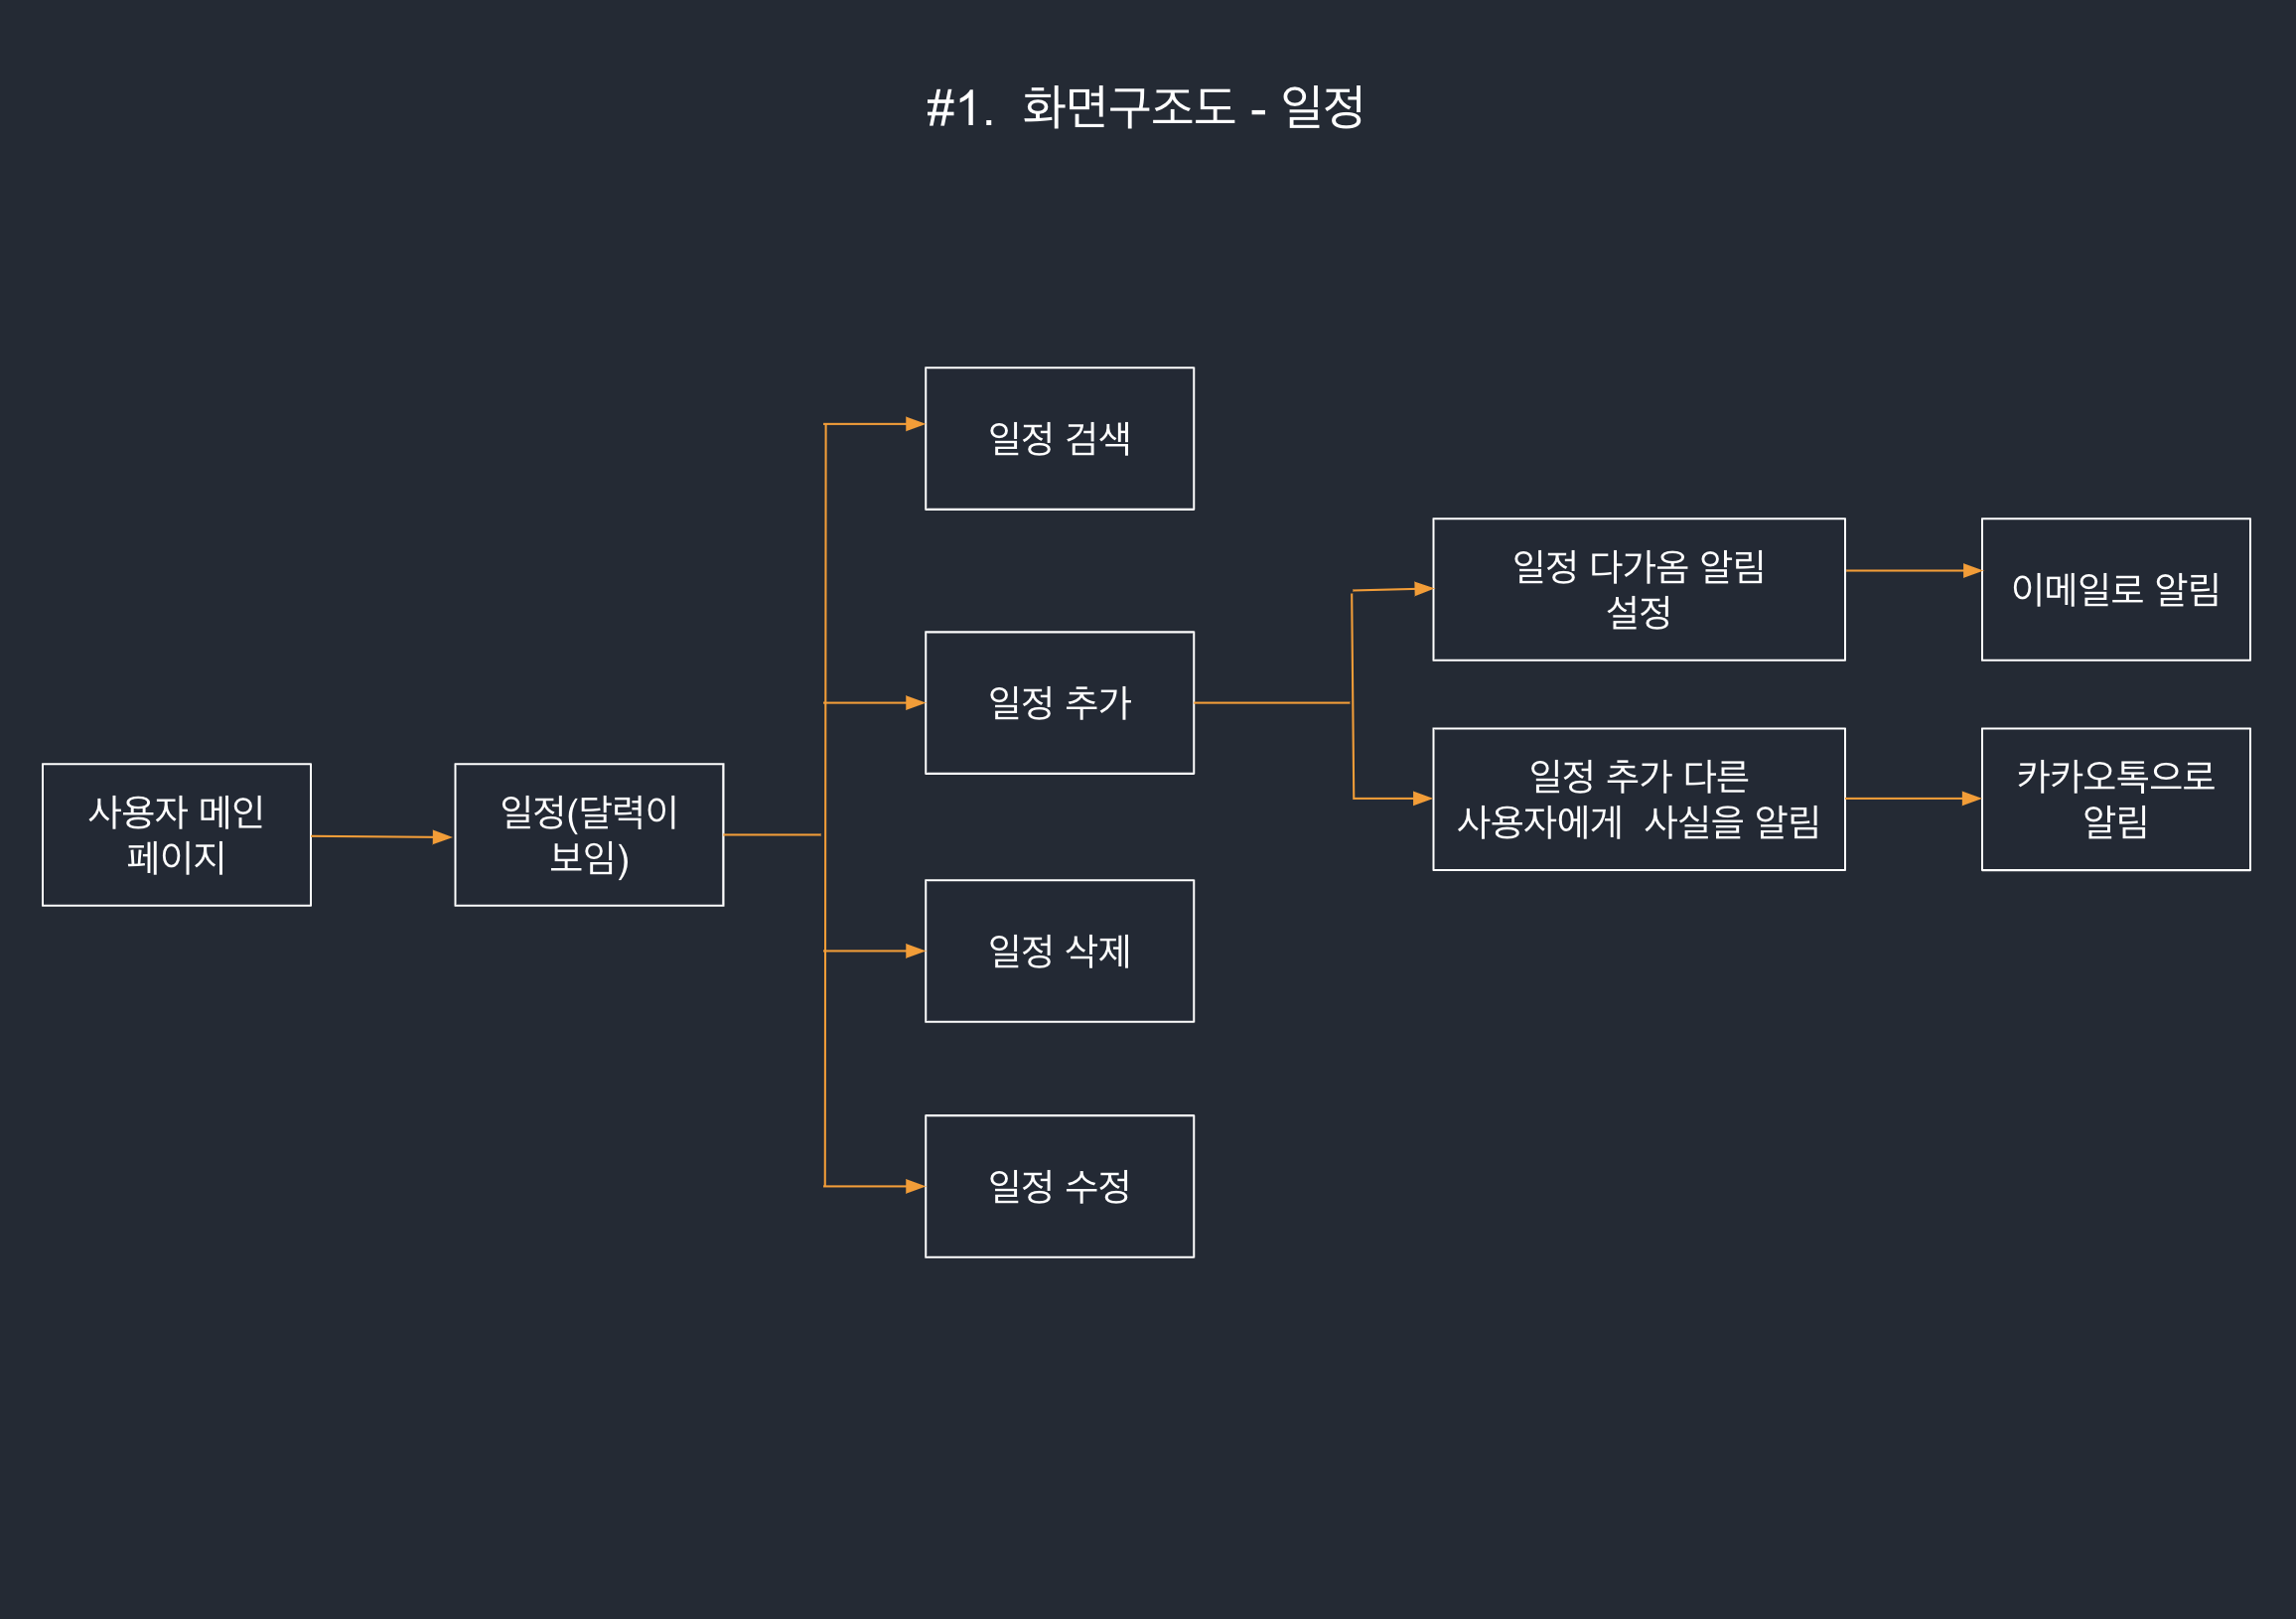 #1. 화면구조도 - 일정
일정 검색
일정 다가옴 알림
설정
이메일로 알림
일정 추가
사용자 메인
페이지
일정(달력이
보임)
일정 추가 다른
사용자에게 사실을 알림
카카오톡으로
알림
일정 삭제
일정 수정